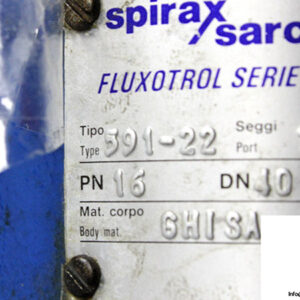 spirax
sarc
FLUXOTROL SERIE
Tipo 591-22 Seggi
Type Port
PN 16 DN 40
Mat. corpo GHISA
Body mat.